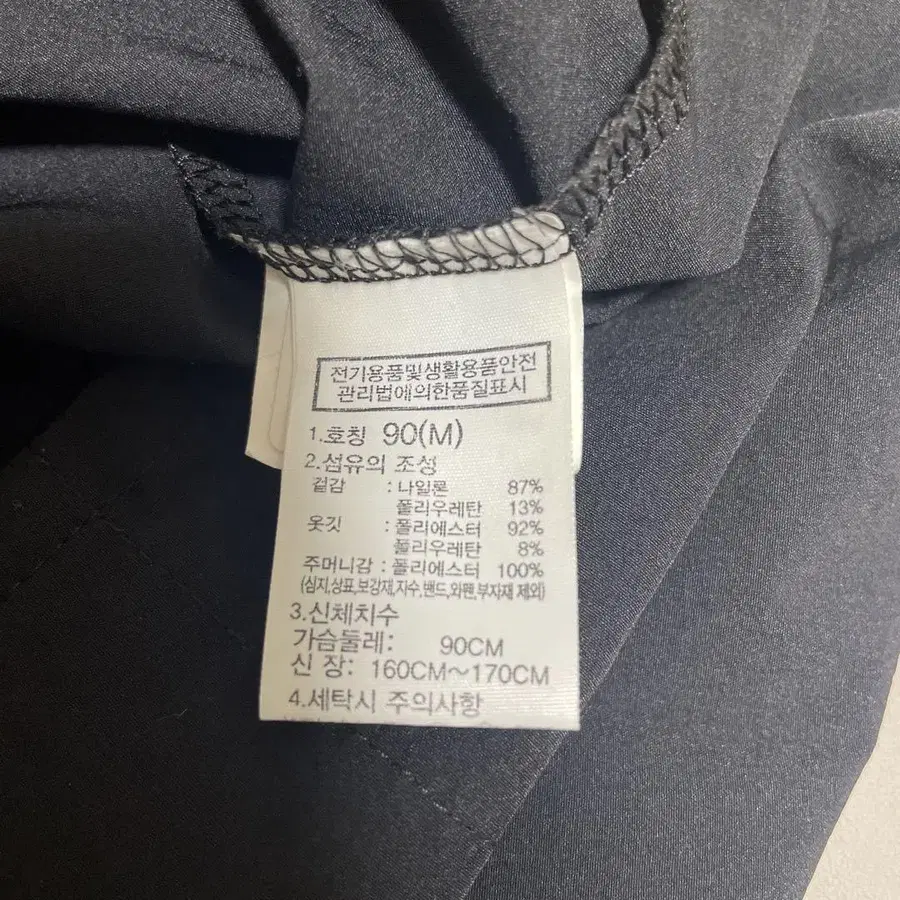 전기용품및생활용품안전
관리법에의한품질표시
1.호칭 90(M)
2.섬유의 조성
겉감 : 나일론 87%
폴리우레탄 13%
옷깃 : 폴리에스터 92%
폴리우레탄 8%
주머니감 : 폴리에스터 100%
(심지,상표,보강재,자수,밴드,와펜,부자재 제외)
3.신체치수
가슴둘레: 90CM
신 장: 160CM~170CM
4.세탁시 주의사항